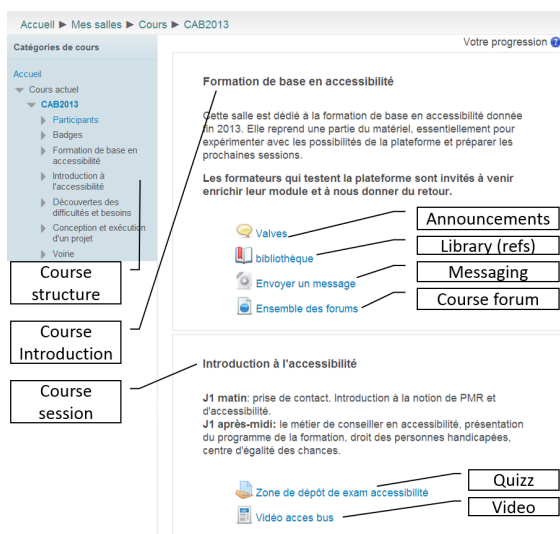 Accueil ► Mes salles ► Cours ► CAB2013
Votre progression
Catégories de cours
Accueil
Cours actuel
CAB2013
Participants
Badges
Formation de base en
accessibilité
Introduction à
l'accessibilité
Découvertes des
difficultés et besoins
Conception et exécution
d'un projet
Voirie
Course
structure
Course
Introduction
Course
session
Formation de base en accessibilité
Cette salle est dédié à la formation de base en accessibilité donnée
fin 2013. Elle reprend une partie du matériel, essentiellement pour
expérimenter avec les possibilités de la plateforme et préparer les
prochaines sessions.
Les formateurs qui testent la plateforme sont invités à venir
enrichir leur module et à nous donner du retour.
Valves
Announcements
bibliothèque
Library (refs)
Envoyer un message
Messaging
Ensemble des forums
Course forum
Introduction à l'accessibilité
J1 matin: prise de contact. Introduction à la notion de PMR et
d'accessibilité.
J1 après-midi: le métier de conseiller en accessibilité, présentation
du programme de la formation, droit des personnes handicapées,
centre d'égalité des chances.
Zone de dépôt de exam accessibilité
Quizz
Vidéo acces bus
Video